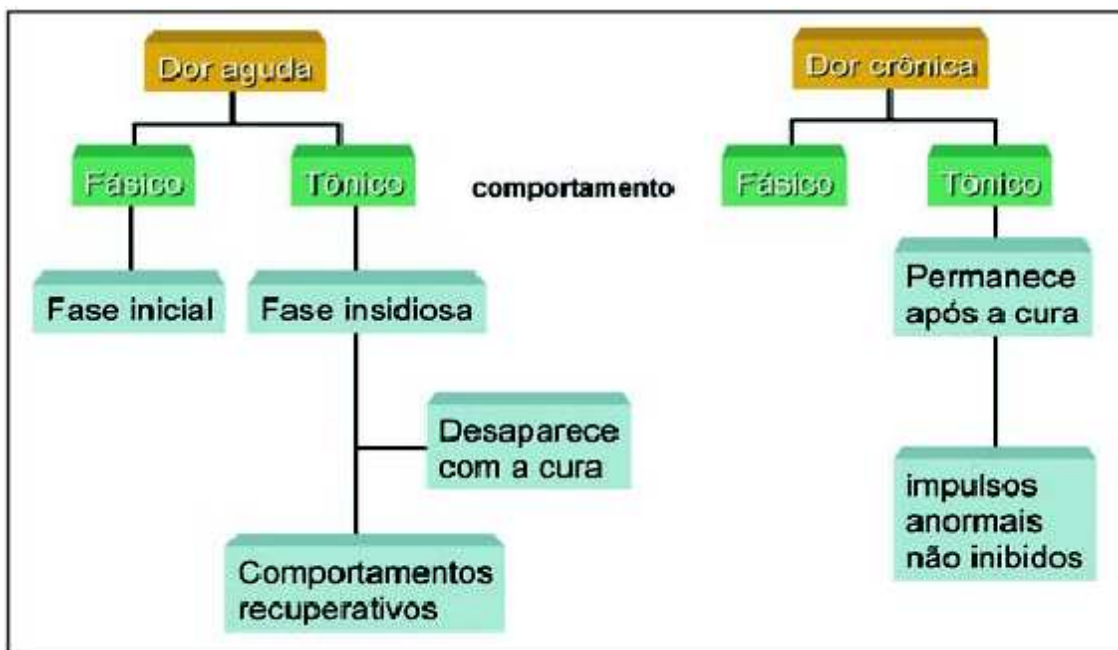 Dor aguda
Fásico
Tônico
Fase inicial
Fase insidiosa
Desaparece
com a cura
Comportamentos
recuperativos
comportamento
Dor crônica
Fásico
Tônico
Permanece
após a cura
impulsos
anormais
não inibidos